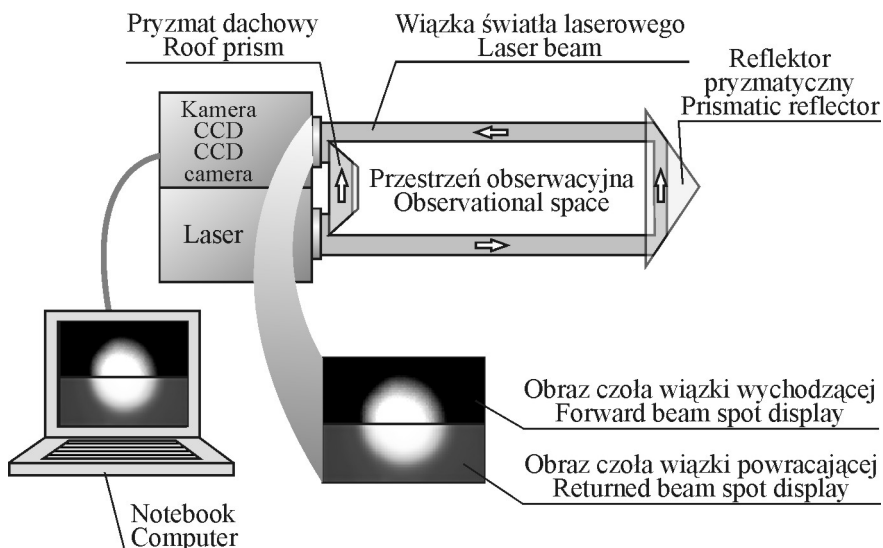 Pryzmat dachowy
Roof prism
Wiązka światła laserowego
Laser beam
Reflektor
pryzmatyczny
Prismatic reflector
Kamera
CCD
CCD
camera
Laser
Przestrzeń obserwacyjna
Observational space
Obraz czoła wiązki wychodzącej
Forward beam spot display
Obraz czoła wiązki powracającej
Returned beam spot display
Notebook
Computer